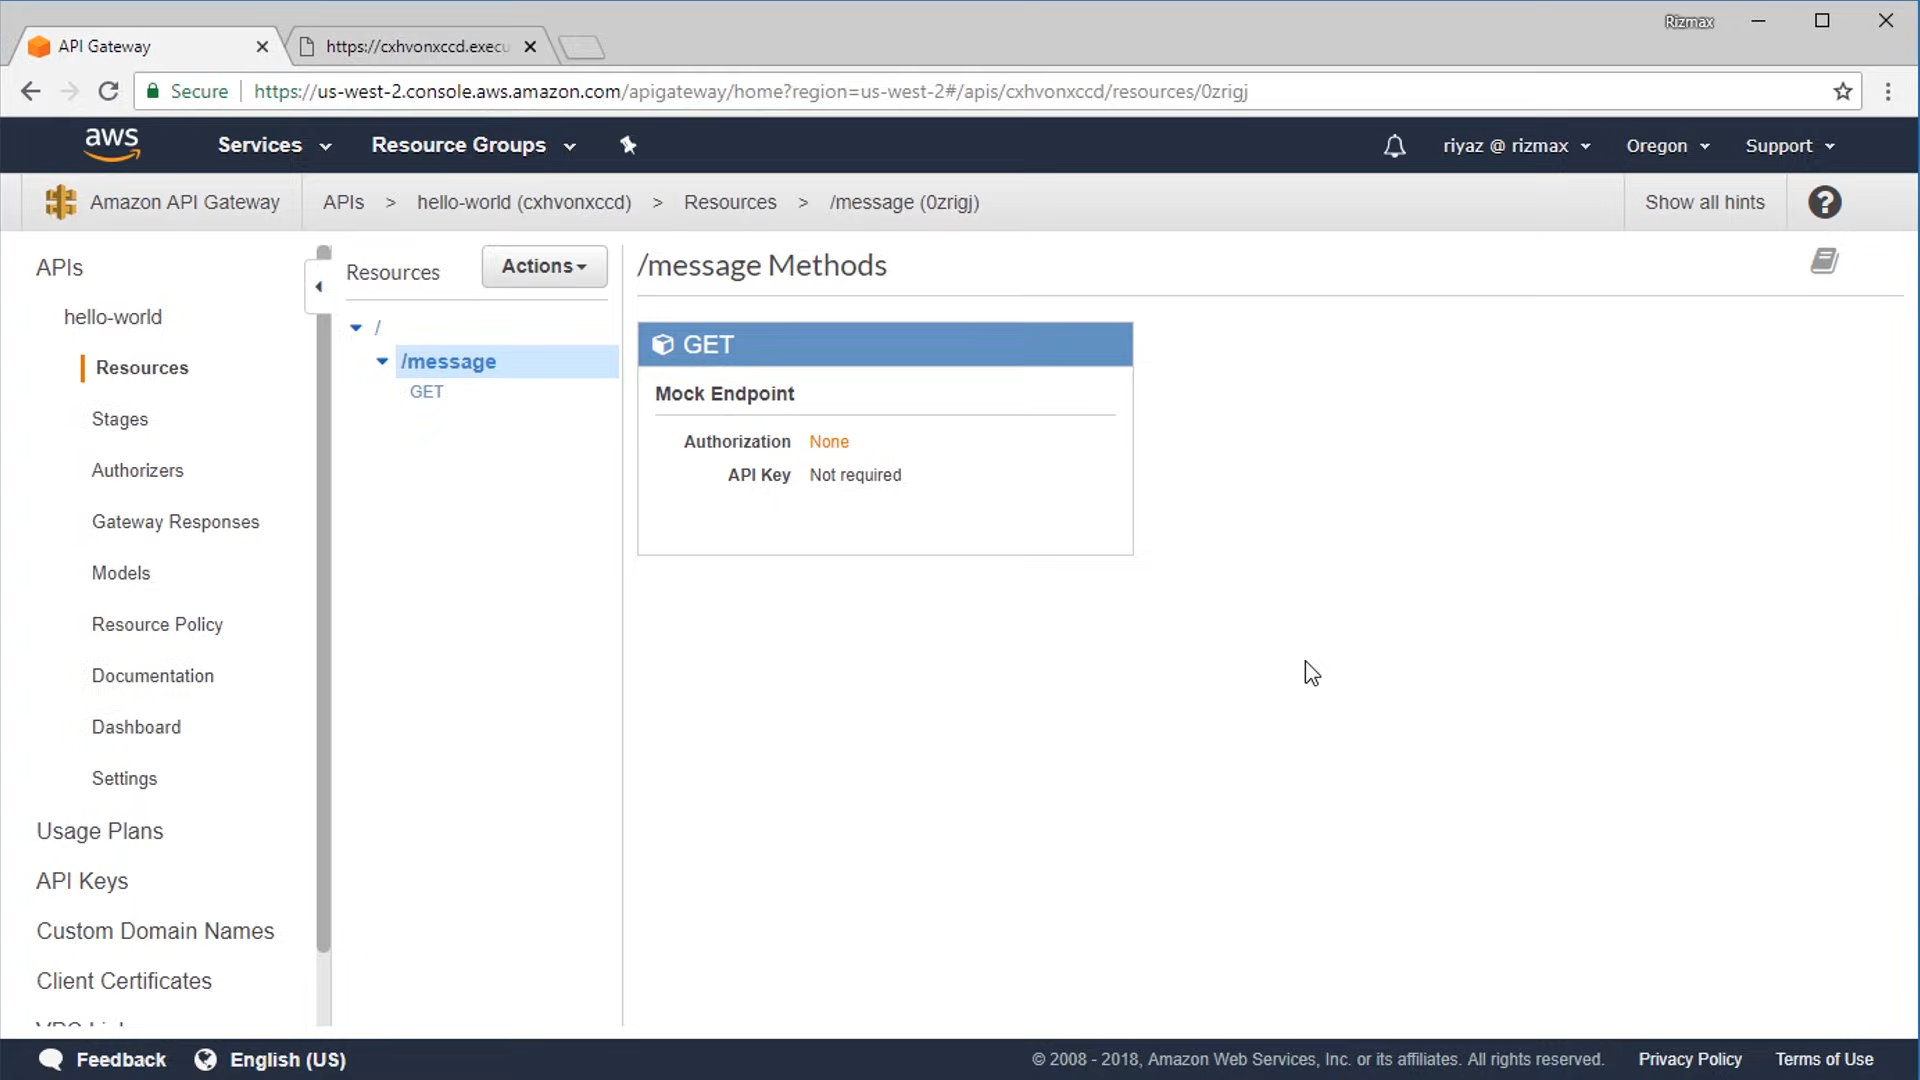 Rizmax
API Gateway
https://cxhvonxccd.execu
Secure
https://us-west-2.console.aws.amazon.com/apigateway/home?region=us-west-2#/apis/cxhvonxccd/resources/0zrigj
aws
Services
Resource Groups
riyaz @ rizmax
Oregon
Support
Amazon API Gateway
APIs > hello-world (cxhvonxccd) > Resources > /message (0zrigj)
Show all hints
?
APIs
hello-world
Resources
Stages
Authorizers
Gateway Responses
Models
Resource Policy
Documentation
Dashboard
Settings
Usage Plans
API Keys
Custom Domain Names
Client Certificates
Resources
Actions
/
/message
GET
/message Methods
GET
Mock Endpoint
Authorization None
API Key Not required
Feedback
English (US)
© 2008 - 2018, Amazon Web Services, Inc. or its affiliates. All rights reserved.
Privacy Policy
Terms of Use